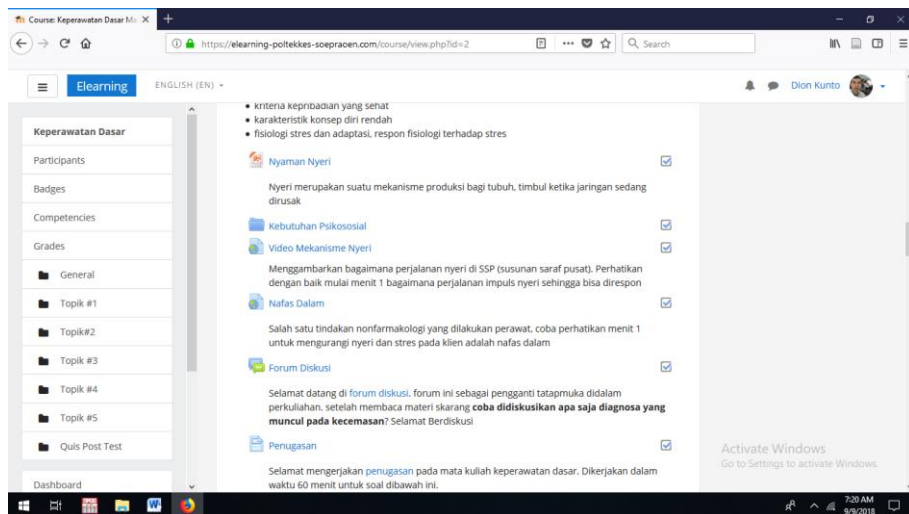 Course: Keperawatan Dasar Ma
https://elearning-poltekkes-soepraoen.com/course/view.php?id=2
Search
Elearning
ENGLISH (EN)
Dion Kunto
Keperawatan Dasar
Participants
Badges
Competencies
Grades
General
Topik #1
Topik#2
Topik #3
Topik #4
Topik #5
Quis Post Test
Dashboard
• kriteria kepribadian yang sehat
• karakteristik konsep diri rendah
• fisiologi stres dan adaptasi, respon fisiologi terhadap stres
Nyaman Nyeri
Nyeri merupakan suatu mekanisme produksi bagi tubuh, timbul ketika jaringan sedang
dirusak
Kebutuhan Psikososial
Video Mekanisme Nyeri
Menggambarkan bagaimana perjalanan nyeri di SSP (susunan saraf pusat). Perhatikan
dengan baik mulai menit 1 bagaimana perjalanan impuls nyeri sehingga bisa direspon
Nafas Dalam
Salah satu tindakan nonfarmakologi yang dilakukan perawat, coba perhatikan menit 1
untuk mengurangi nyeri dan stres pada klien adalah nafas dalam
Forum Diskusi
Selamat datang di forum diskusi. forum ini sebagai pengganti tatapmuka didalam
perkuliahan. setelah membaca materi skarang coba didiskusikan apa saja diagnosa yang
muncul pada kecemasan? Selamat Berdiskusi
Penugasan
Selamat mengerjakan penugasan pada mata kuliah keperawatan dasar. Dikerjakan dalam
waktu 60 menit untuk soal dibawah ini.
Activate Windows
Go to Settings to activate Windows.
7:20 AM
9/9/2018